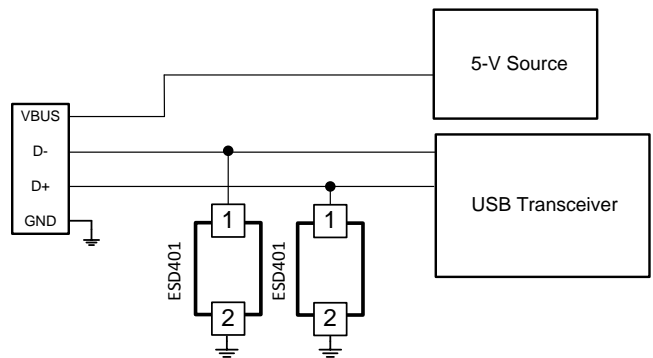 5-V Source
VBUS
D-
D+
GND
USB Transceiver
1
1
ESD401
ESD401
2
2